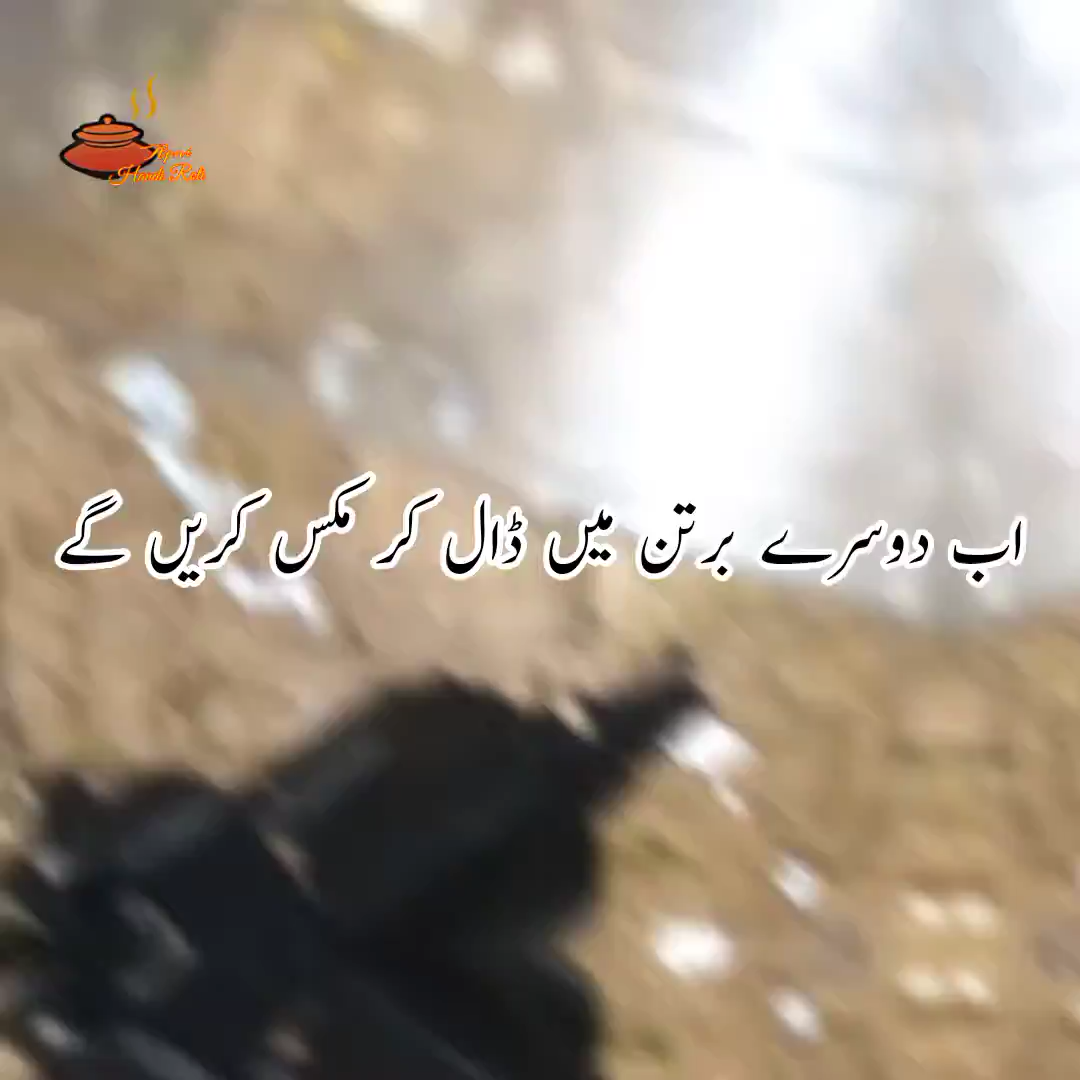 اب دوسرے برتن میں ڈال کر مکس کریں گے